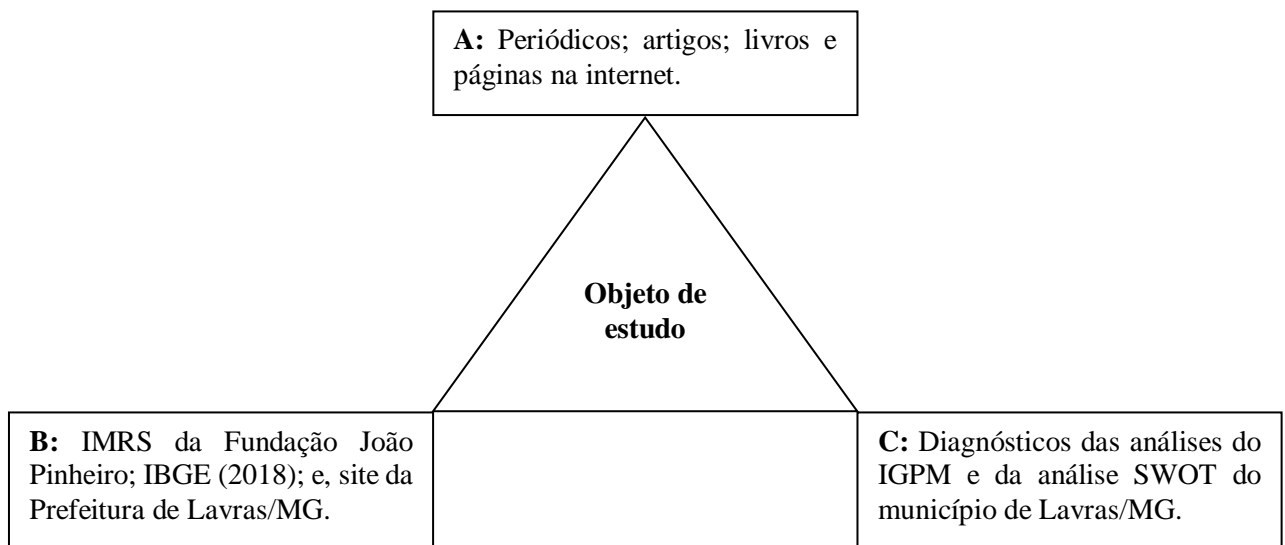 A: Periódicos; artigos; livros e
páginas na internet.
Objeto de
estudo
B: IMRS da Fundação João
Pinheiro; IBGE (2018); e, site da
Prefeitura de Lavras/MG.
C: Diagnósticos das análises do
IGPM e da análise SWOT do
município de Lavras/MG.